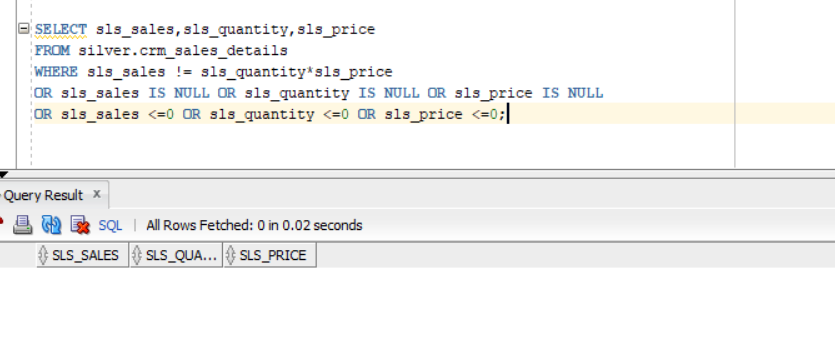 SELECT sls_sales,sls_quantity,sls_price
FROM silver.crm_sales_details
WHERE sls_sales != sls_quantity*sls_price
OR sls_sales IS NULL OR sls_quantity IS NULL OR sls_price IS NULL
OR sls_sales <=0 OR sls_quantity <=0 OR sls_price <=0;
Query Result x
SQL | All Rows Fetched: 0 in 0.02 seconds
SLS_SALES SLS_QUA... SLS_PRICE